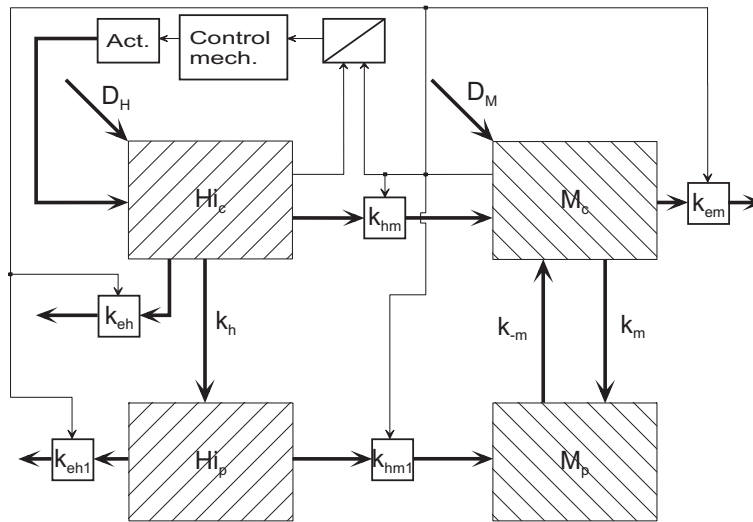 Act.
Control
mech.
D_H
D_M
Hi_c
k_hm
M_c
k_em
k_eh
k_h
k_-m
k_m
k_eh1
Hi_p
k_hm1
M_p